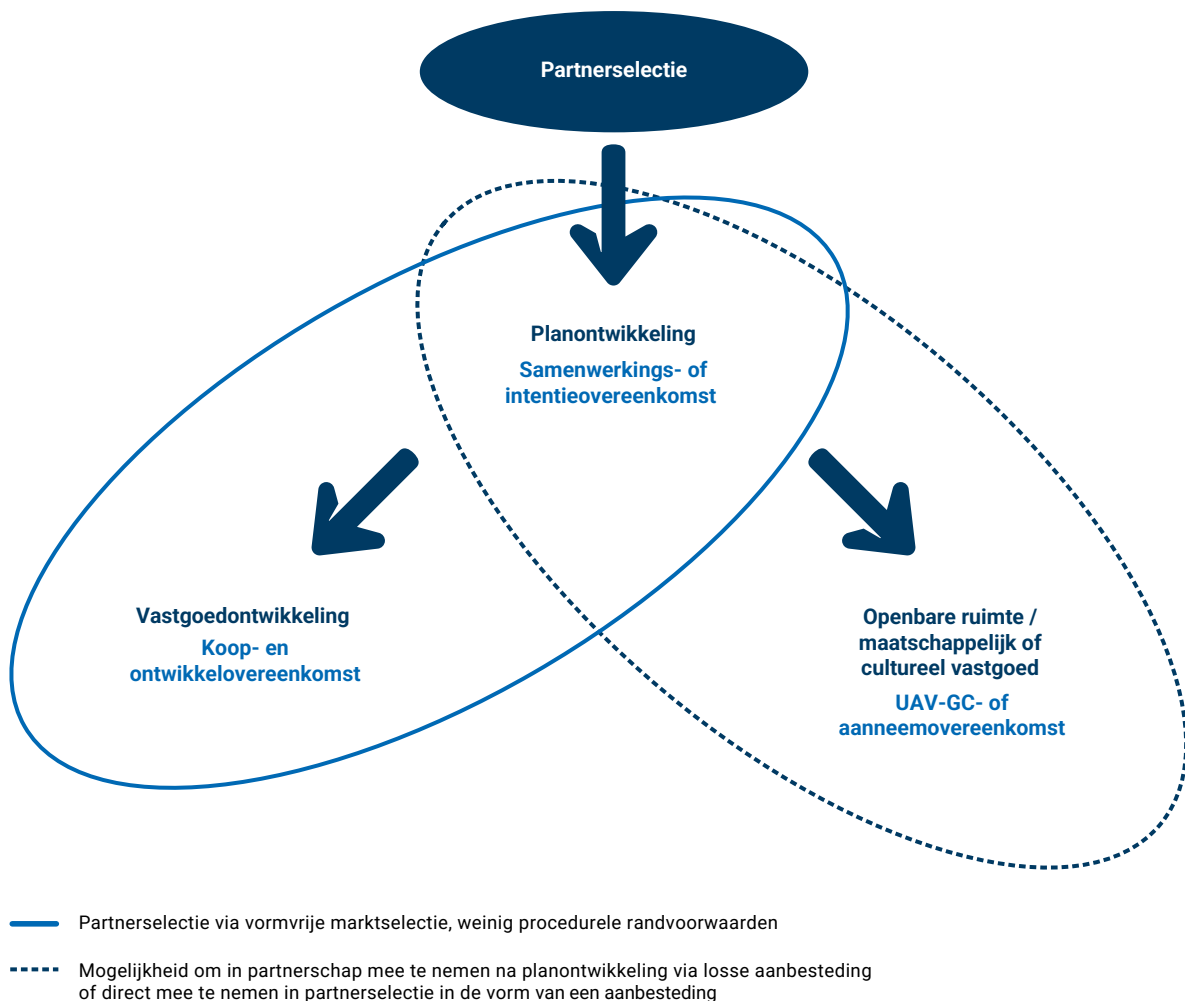 Partnerselectie
Planontwikkeling
Samenwerkings- of
intentieovereenkomst
Vastgoedontwikkeling
Koop- en
ontwikkelovereenkomst
Openbare ruimte /
maatschappelijk of
cultureel vastgoed
UAV-GC- of
aanneemovereenkomst
Partnerselectie via vormvrije marktselectie, weinig procedurele randvoorwaarden
Mogelijkheid om in partnerschap mee te nemen na planontwikkeling via losse aanbesteding
of direct mee te nemen in partnerselectie in de vorm van een aanbesteding